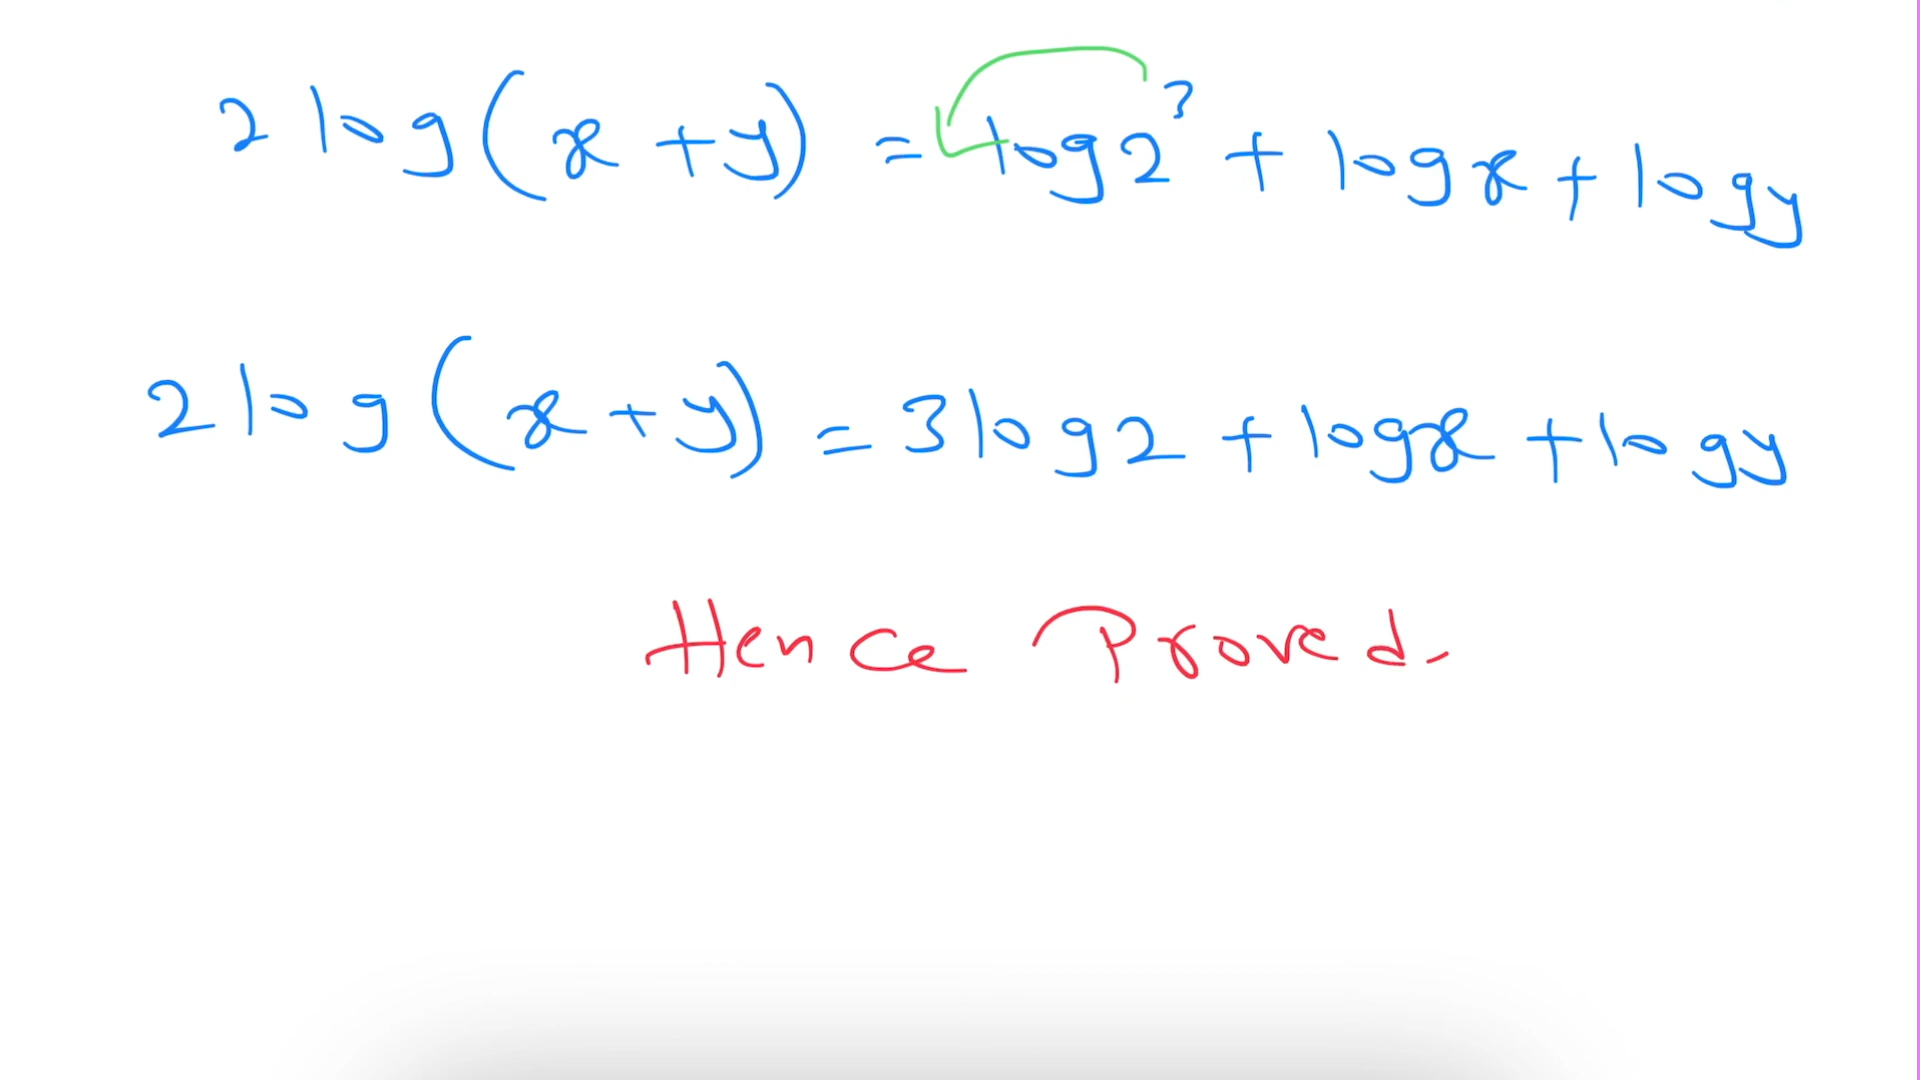 2 log(x + y) = log 2³ + log x + log y
2 log(x + y) = 3 log 2 + log x + log y
Hence Proved.